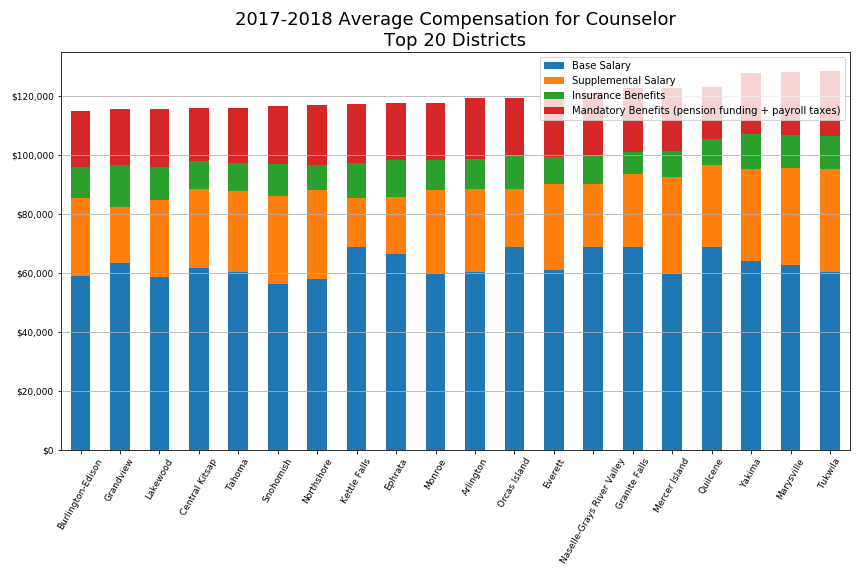 2017-2018 Average Compensation for Counselor
Top 20 Districts
Base Salary
Supplemental Salary
Insurance Benefits
Mandatory Benefits (pension funding + payroll taxes)
$120,000
$100,000
$80,000
$60,000
$40,000
$20,000
$0
Burlington-Edison
Grandview
Lakewood
Central Kitsap
Tahoma
Snohomish
Northshore
Kettle Falls
Ephrata
Monroe
Arlington
Orcas Island
Everett
Naselle-Grays River Valley
Granite Falls
Mercer Island
Quilcene
Yakima
Marysville
Tukwila